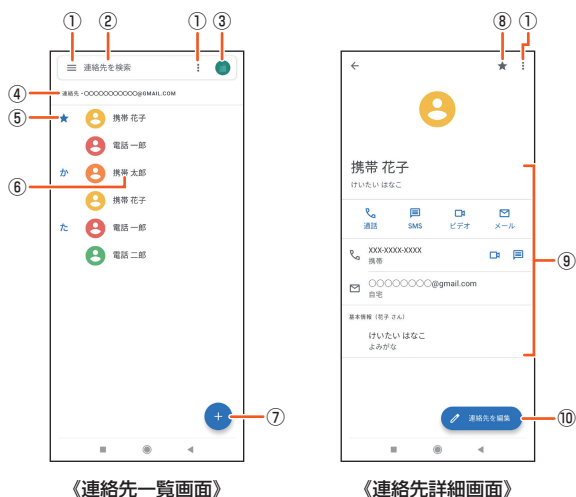 ① ② ① ③
連絡先を検索
④ 連絡先 -○○○○○○○○○○○@GMAIL.COM
⑤ ★ 携帯 花子
電話 一郎
か 携帯 太郎
⑥
携帯 花子
た 電話 一郎
電話 二郎
+ ⑦
《連絡先一覧画面》
⑧ ①
携帯 花子
けいたい はなこ
通話 SMS ビデオ メール
XXX-XXXX-XXXX
携帯
⑨
○○○○○○○○@gmail.com
自宅
基本情報（花子 さん）
けいたい はなこ
よみがな
連絡先を編集 ⑩
《連絡先詳細画面》